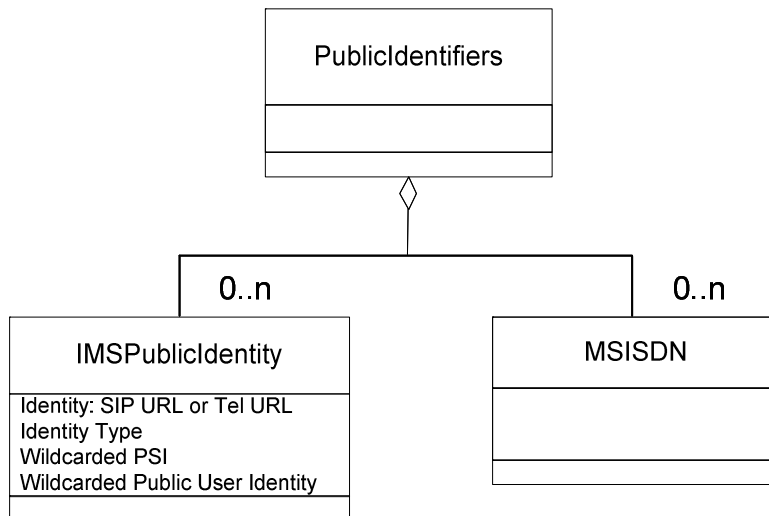 PublicIdentifiers
0..n
0..n
IMSPublicIdentity
MSISDN
Identity: SIP URL or Tel URL
Identity Type
Wildcarded PSI
Wildcarded Public User Identity